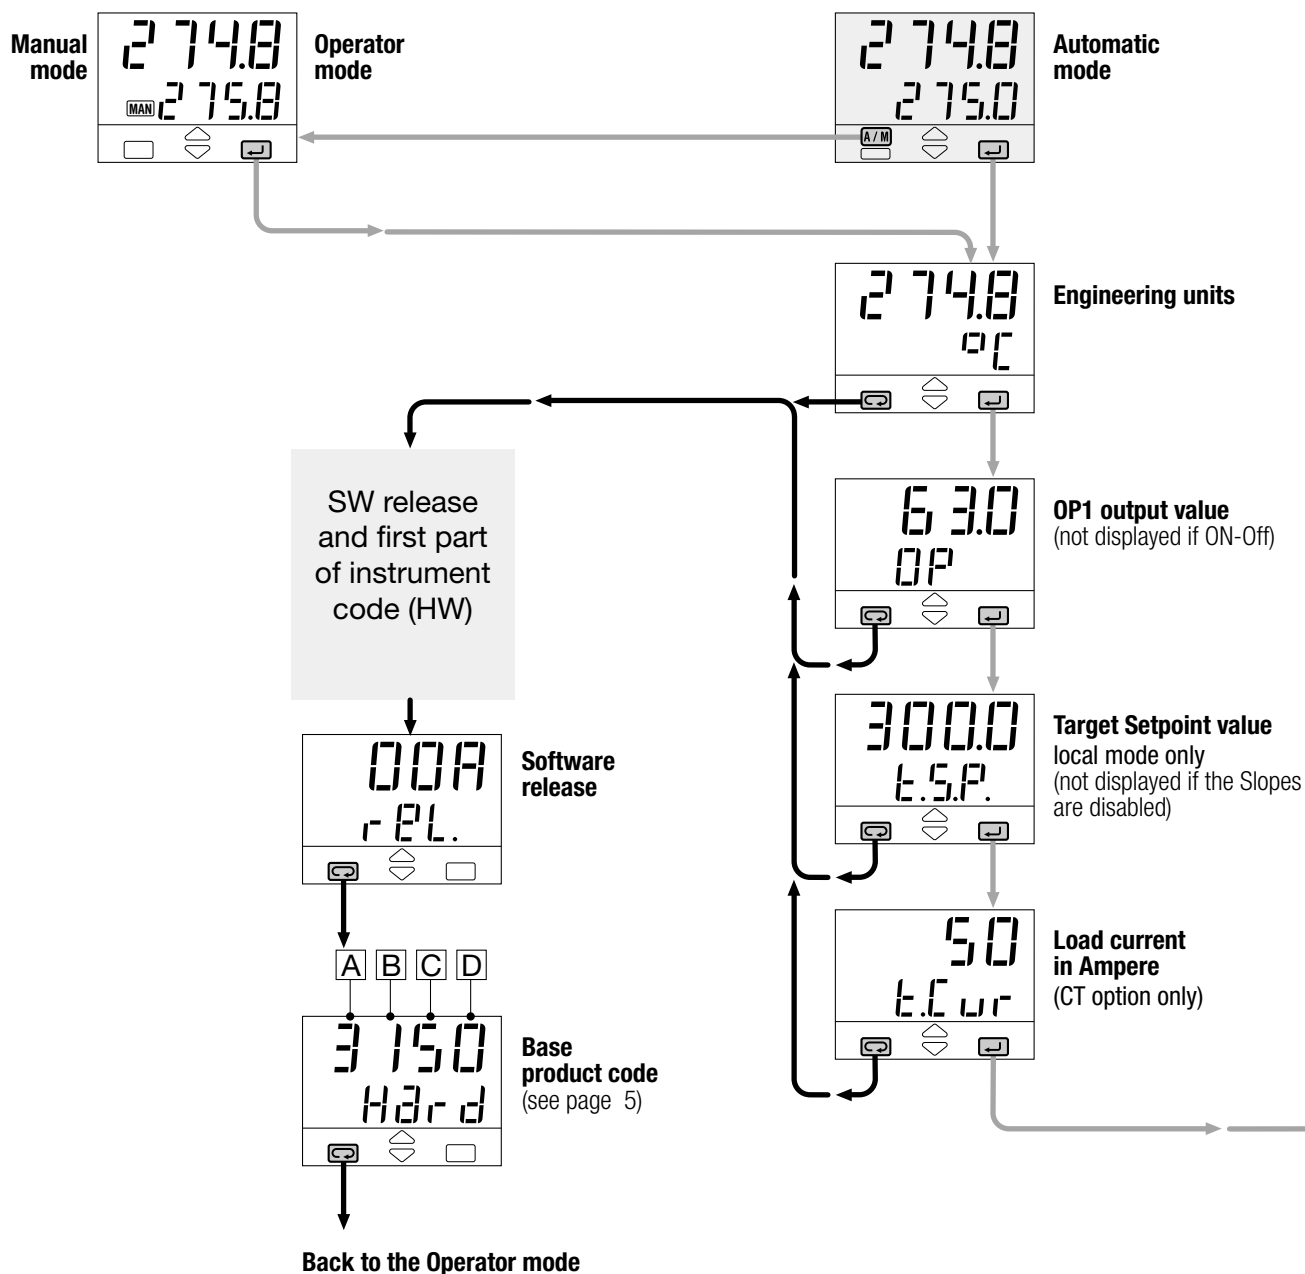 Manual
mode
274.8
MAN 275.8
Operator
mode
274.8
275.0
A / M
Automatic
mode
274.8
°C
Engineering units
63.0
OP
OP1 output value
(not displayed if ON-Off)
SW release
and first part
of instrument
code (HW)
300.0
t.S.P.
Target Setpoint value
local mode only
(not displayed if the Slopes
are disabled)
00A
rEL.
Software
release
50
t.Cur
Load current
in Ampere
(CT option only)
A B C D
3150
Hard
Base
product code
(see page 5)
Back to the Operator mode